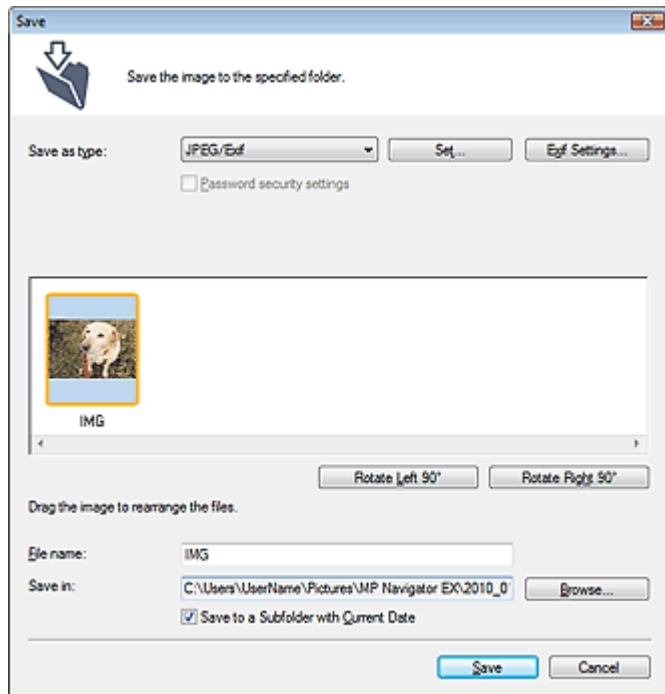 Save
Save the image to the specified folder.
Save as type: JPEG/Exif Set... Exif Settings...
Password security settings
IMG
Rotate Left 90° Rotate Right 90°
Drag the image to rearrange the files.
File name: IMG
Save in: C:\Users\UserName\Pictures\MP Navigator EX\2010_0 Browse...
Save to a Subfolder with Current Date
Save Cancel